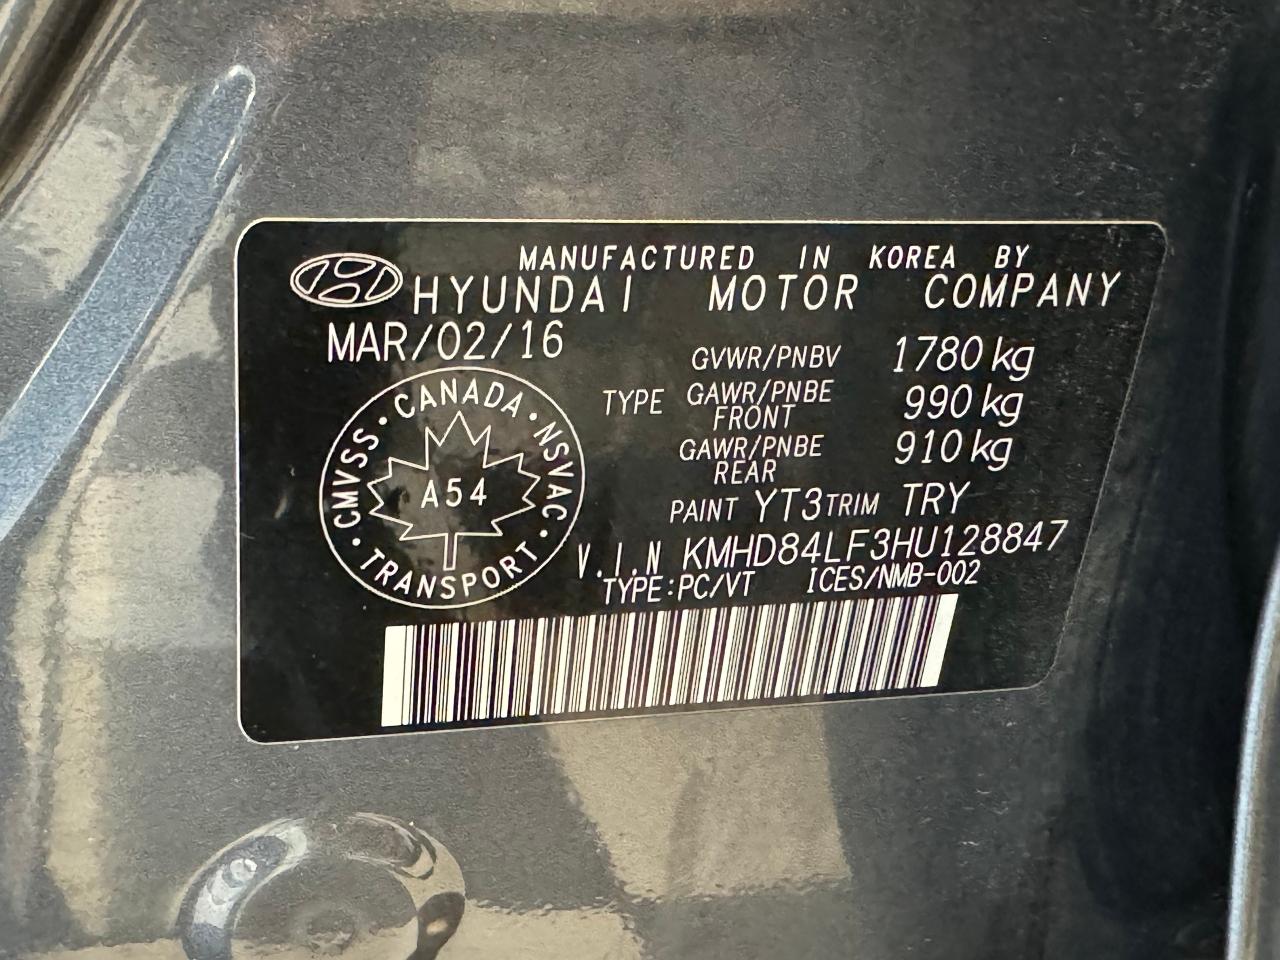 MANUFACTURED IN KOREA BY
HYUNDAI MOTOR COMPANY
MAR/02/16
GVWR/PNBV 1780 kg
TYPE GAWR/PNBE FRONT 990 kg
GAWR/PNBE REAR 910 kg
PAINT YT3 TRIM TRY
V.I.N KMHD84LF3HU128847
TYPE:PC/VT ICES/NMB-002
CANADA · NSVAC · TRANSPORT · CMVSS ·
A54